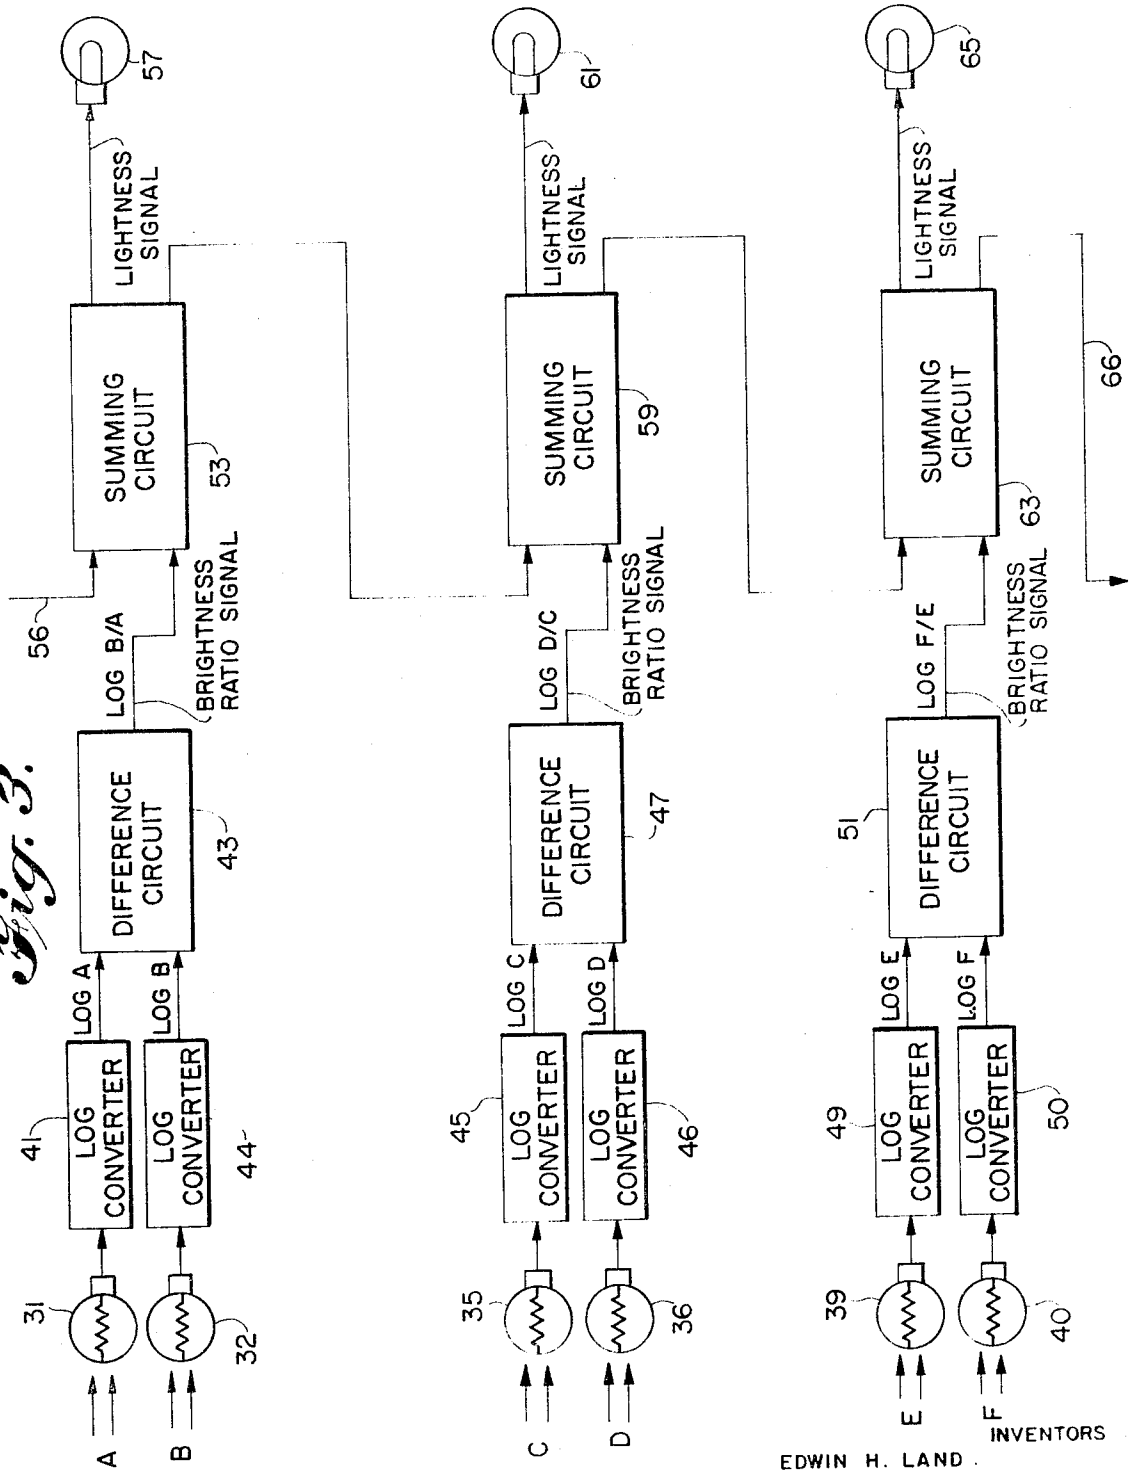 Fig. 3.
A
31
41
LOG
CONVERTER
LOG A
B
32
44
LOG
CONVERTER
LOG B
DIFFERENCE
CIRCUIT
43
LOG B/A
BRIGHTNESS
RATIO SIGNAL
56
SUMMING
CIRCUIT
53
LIGHTNESS
SIGNAL
57
C
35
45
LOG
CONVERTER
LOG C
D
36
46
LOG
CONVERTER
LOG D
DIFFERENCE
CIRCUIT
47
LOG D/C
BRIGHTNESS
RATIO SIGNAL
SUMMING
CIRCUIT
59
LIGHTNESS
SIGNAL
61
E
39
49
LOG
CONVERTER
LOG E
F
40
50
LOG
CONVERTER
LOG F
51
DIFFERENCE
CIRCUIT
LOG F/E
BRIGHTNESS
RATIO SIGNAL
SUMMING
CIRCUIT
63
LIGHTNESS
SIGNAL
65
66
INVENTORS
EDWIN H. LAND.